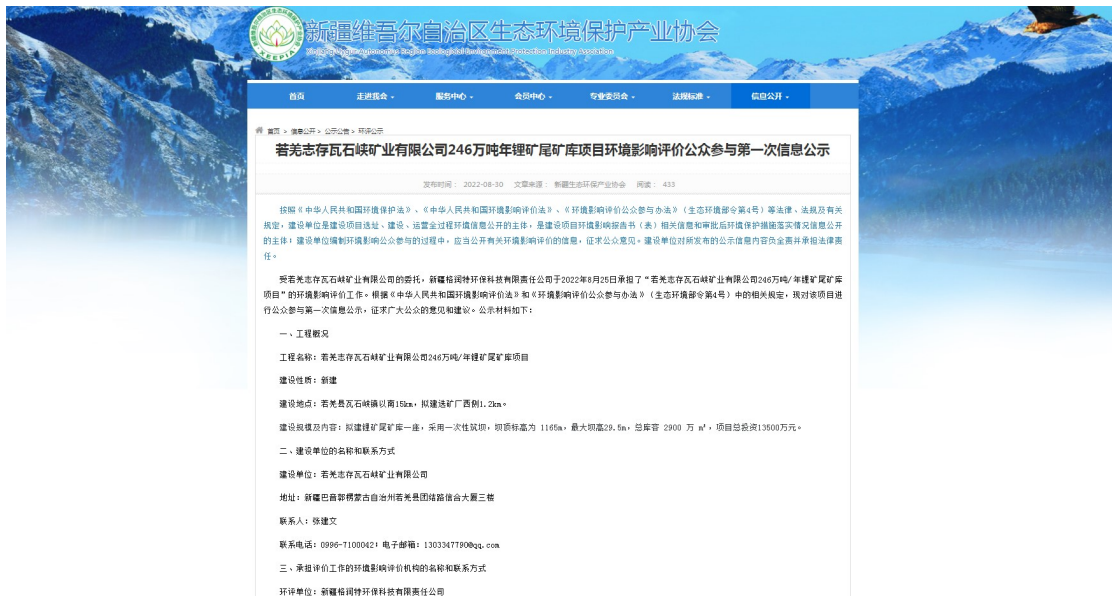 新疆维吾尔自治区生态环境保护产业协会
Xinjiang Uygur Autonomous Region Ecological Environment Protection Industry Association
首页 走进我会 服务中心 会员中心 专业委员会 法规标准 信息公开
首页 > 信息公开 > 公示公告 > 环评公示
若羌志存瓦石峡矿业有限公司246万吨年锂矿尾矿库项目环境影响评价公众参与第一次信息公示
发布时间： 2022-08-30 文章来源： 新疆生态环保产业协会 阅读： 433
按照《中华人民共和国环境保护法》、《中华人民共和国环境影响评价法》、《环境影响评价公众参与办法》（生态环境部令第4号）等法律、法规及有关
规定，建设单位是建设项目选址、建设、运营全过程环境信息公开的主体，是建设项目环境影响报告书（表）相关信息和审批后环境保护措施落实情况信息公开
的主体；建设单位编制环境影响公众参与的过程中，应当公开有关环境影响评价的信息，征求公众意见。建设单位对所发布的公示信息内容负全责并承担法律责
任。
受若羌志存瓦石峡矿业有限公司的委托，新疆格润特环保科技有限责任公司于2022年8月25日承担了“若羌志存瓦石峡矿业有限公司246万吨/年锂矿尾矿库
项目”的环境影响评价工作。根据《中华人民共和国环境影响评价法》和《环境影响评价公众参与办法》（生态环境部令第4号）中的相关规定，现对该项目进
行公众参与第一次信息公示，征求广大公众的意见和建议。公示材料如下：
一、工程概况
工程名称：若羌志存瓦石峡矿业有限公司246万吨/年锂矿尾矿库项目
建设性质：新建
建设地点：若羌县瓦石峡镇以南15km，拟建选矿厂西侧1.2km。
建设规模及内容：拟建锂矿尾矿库一座，采用一次性筑坝，坝顶标高为 1165m，最大坝高29.5m，总库容 2900 万 m³，项目总投资13500万元。
二、建设单位的名称和联系方式
建设单位：若羌志存瓦石峡矿业有限公司
地址：新疆巴音郭楞蒙古自治州若羌县团结路信合大厦三楼
联系人：张建文
联系电话：0996-7100042；电子邮箱：1303347790@qq.com
三、承担评价工作的环境影响评价机构的名称和联系方式
环评单位：新疆格润特环保科技有限责任公司